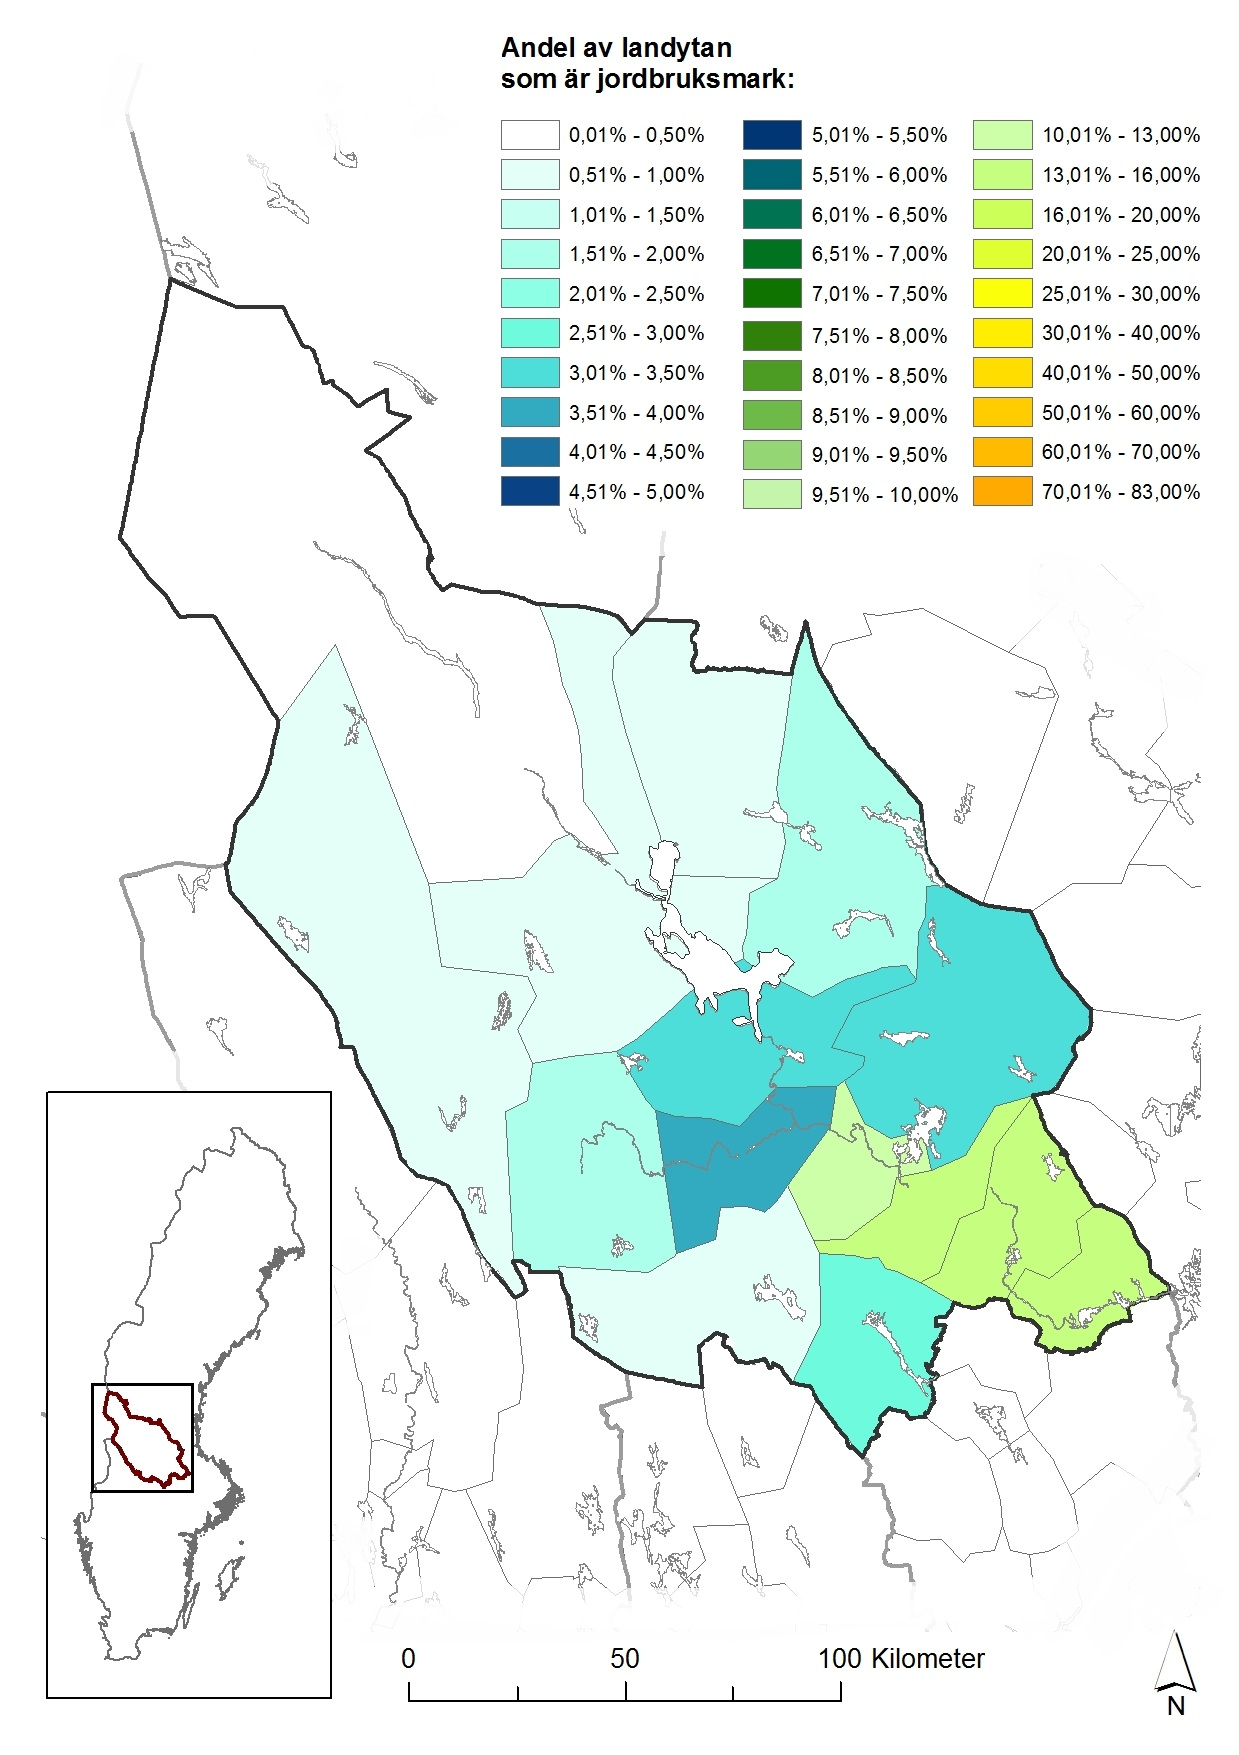 Andel av landytan
som är jordbruksmark:
0,01% - 0,50%
0,51% - 1,00%
1,01% - 1,50%
1,51% - 2,00%
2,01% - 2,50%
2,51% - 3,00%
3,01% - 3,50%
3,51% - 4,00%
4,01% - 4,50%
4,51% - 5,00%
5,01% - 5,50%
5,51% - 6,00%
6,01% - 6,50%
6,51% - 7,00%
7,01% - 7,50%
7,51% - 8,00%
8,01% - 8,50%
8,51% - 9,00%
9,01% - 9,50%
9,51% - 10,00%
10,01% - 13,00%
13,01% - 16,00%
16,01% - 20,00%
20,01% - 25,00%
25,01% - 30,00%
30,01% - 40,00%
40,01% - 50,00%
50,01% - 60,00%
60,01% - 70,00%
70,01% - 83,00%
0 50 100 Kilometer
N